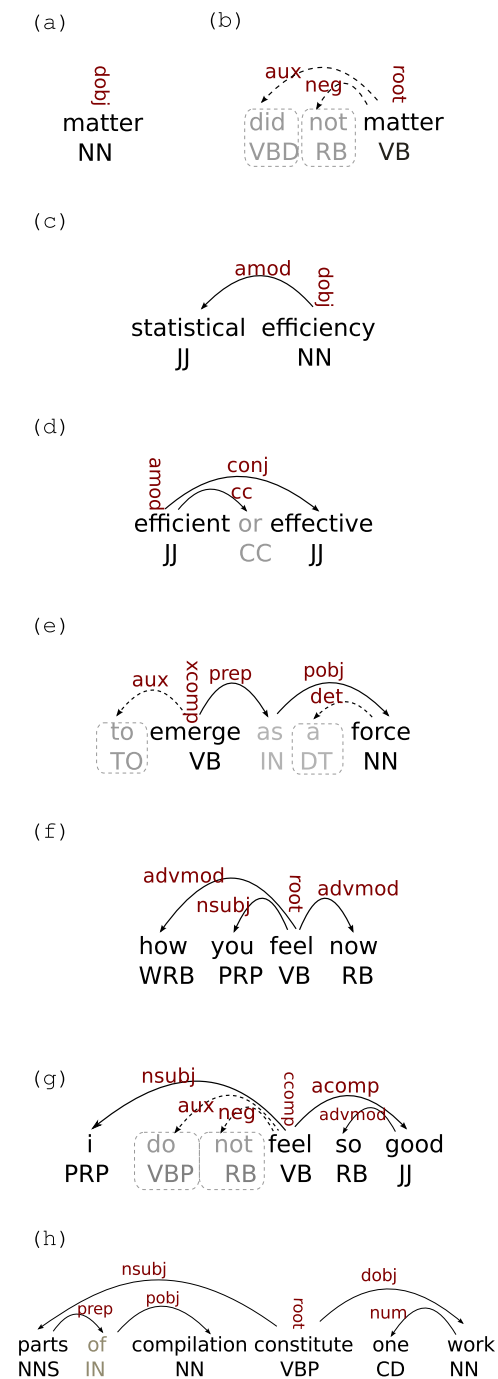 (a) (b)
dobj
matter
NN
aux neg root
did not matter
VBD RB VB
(c)
amod dobj
statistical efficiency
JJ NN
(d)
amod conj cc
efficient or effective
JJ CC JJ
(e)
aux xcomp prep pobj det
to emerge as a force
TO VB IN DT NN
(f)
advmod nsubj root advmod
how you feel now
WRB PRP VB RB
(g)
nsubj aux neg ccomp acomp advmod
i do not feel so good
PRP VBP RB VB RB JJ
(h)
nsubj prep pobj root dobj num
parts of compilation constitute one work
NNS IN NN VBP CD NN